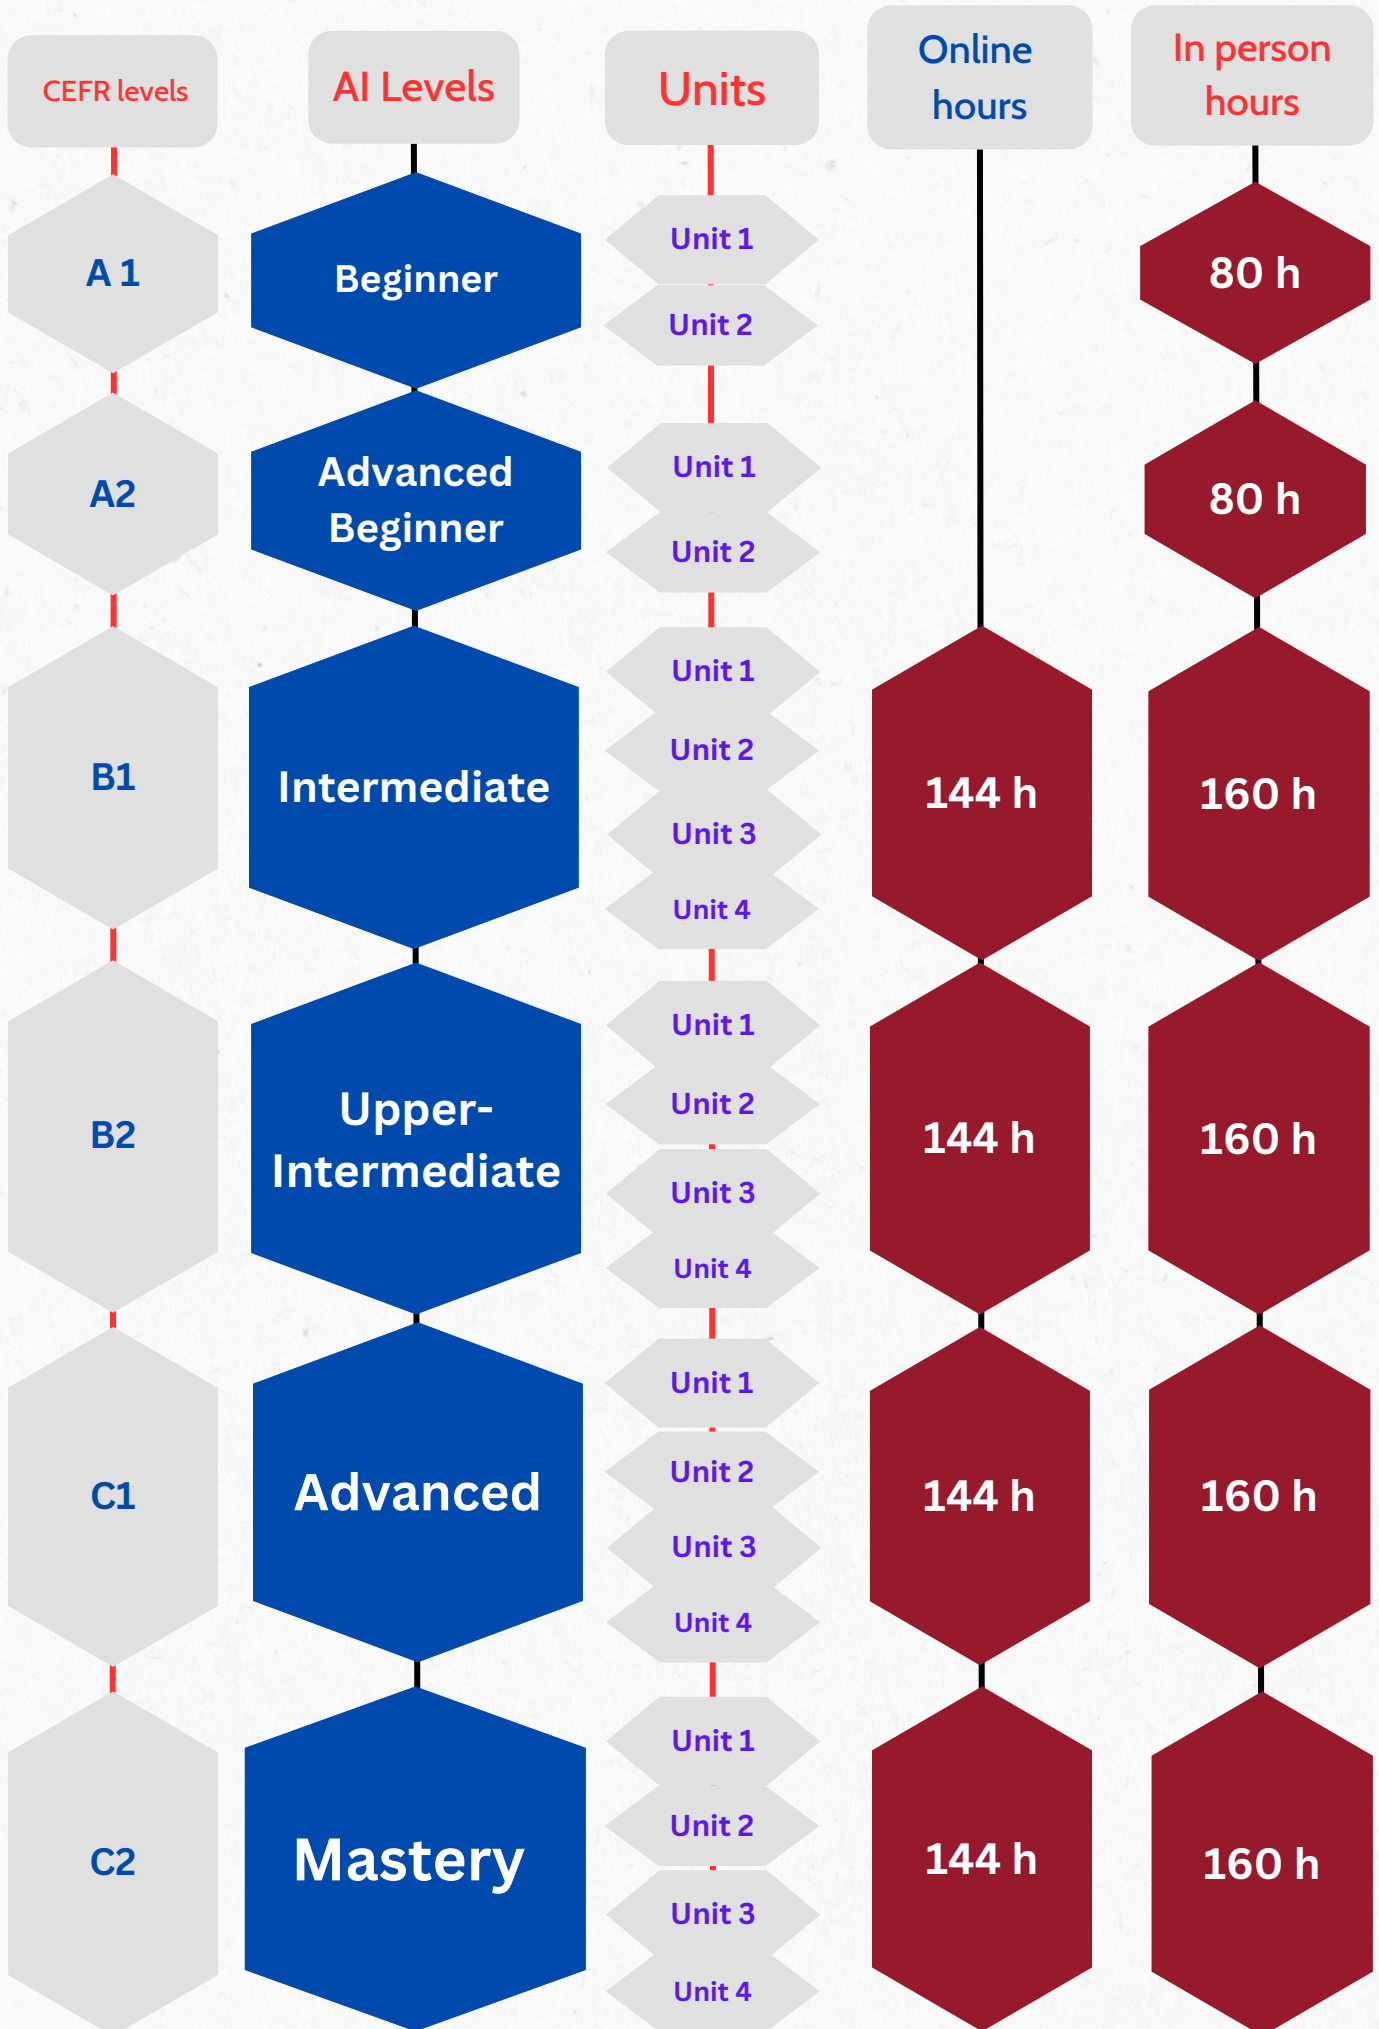 CEFR levels
AI Levels
Units
Online
hours
In person
hours
A 1
Beginner
Unit 1
Unit 2
80 h
A2
Advanced
Beginner
Unit 1
Unit 2
80 h
B1
Intermediate
Unit 1
Unit 2
Unit 3
Unit 4
144 h
160 h
B2
Upper-
Intermediate
Unit 1
Unit 2
Unit 3
Unit 4
144 h
160 h
C1
Advanced
Unit 1
Unit 2
Unit 3
Unit 4
144 h
160 h
C2
Mastery
Unit 1
Unit 2
Unit 3
Unit 4
144 h
160 h